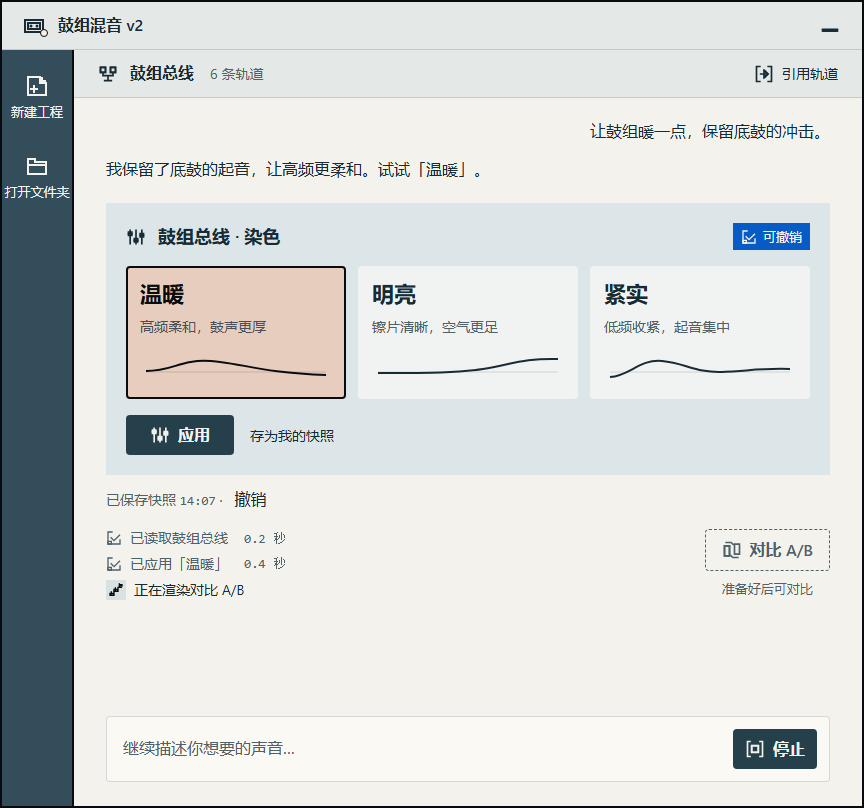 鼓组混音 v2
新建工程
打开文件夹
鼓组总线 6 条轨道
引用轨道
让鼓组暖一点，保留底鼓的冲击。
我保留了底鼓的起音，让高频更柔和。试试「温暖」。
鼓组总线 · 染色
可撤销
温暖
高频柔和，鼓声更厚
明亮
镲片清晰，空气更足
紧实
低频收紧，起音集中
应用
存为我的快照
已保存快照 14:07 · 撤销
已读取鼓组总线 0.2 秒
已应用「温暖」 0.4 秒
正在渲染对比 A/B
对比 A/B
准备好后可对比
继续描述你想要的声音...
停止